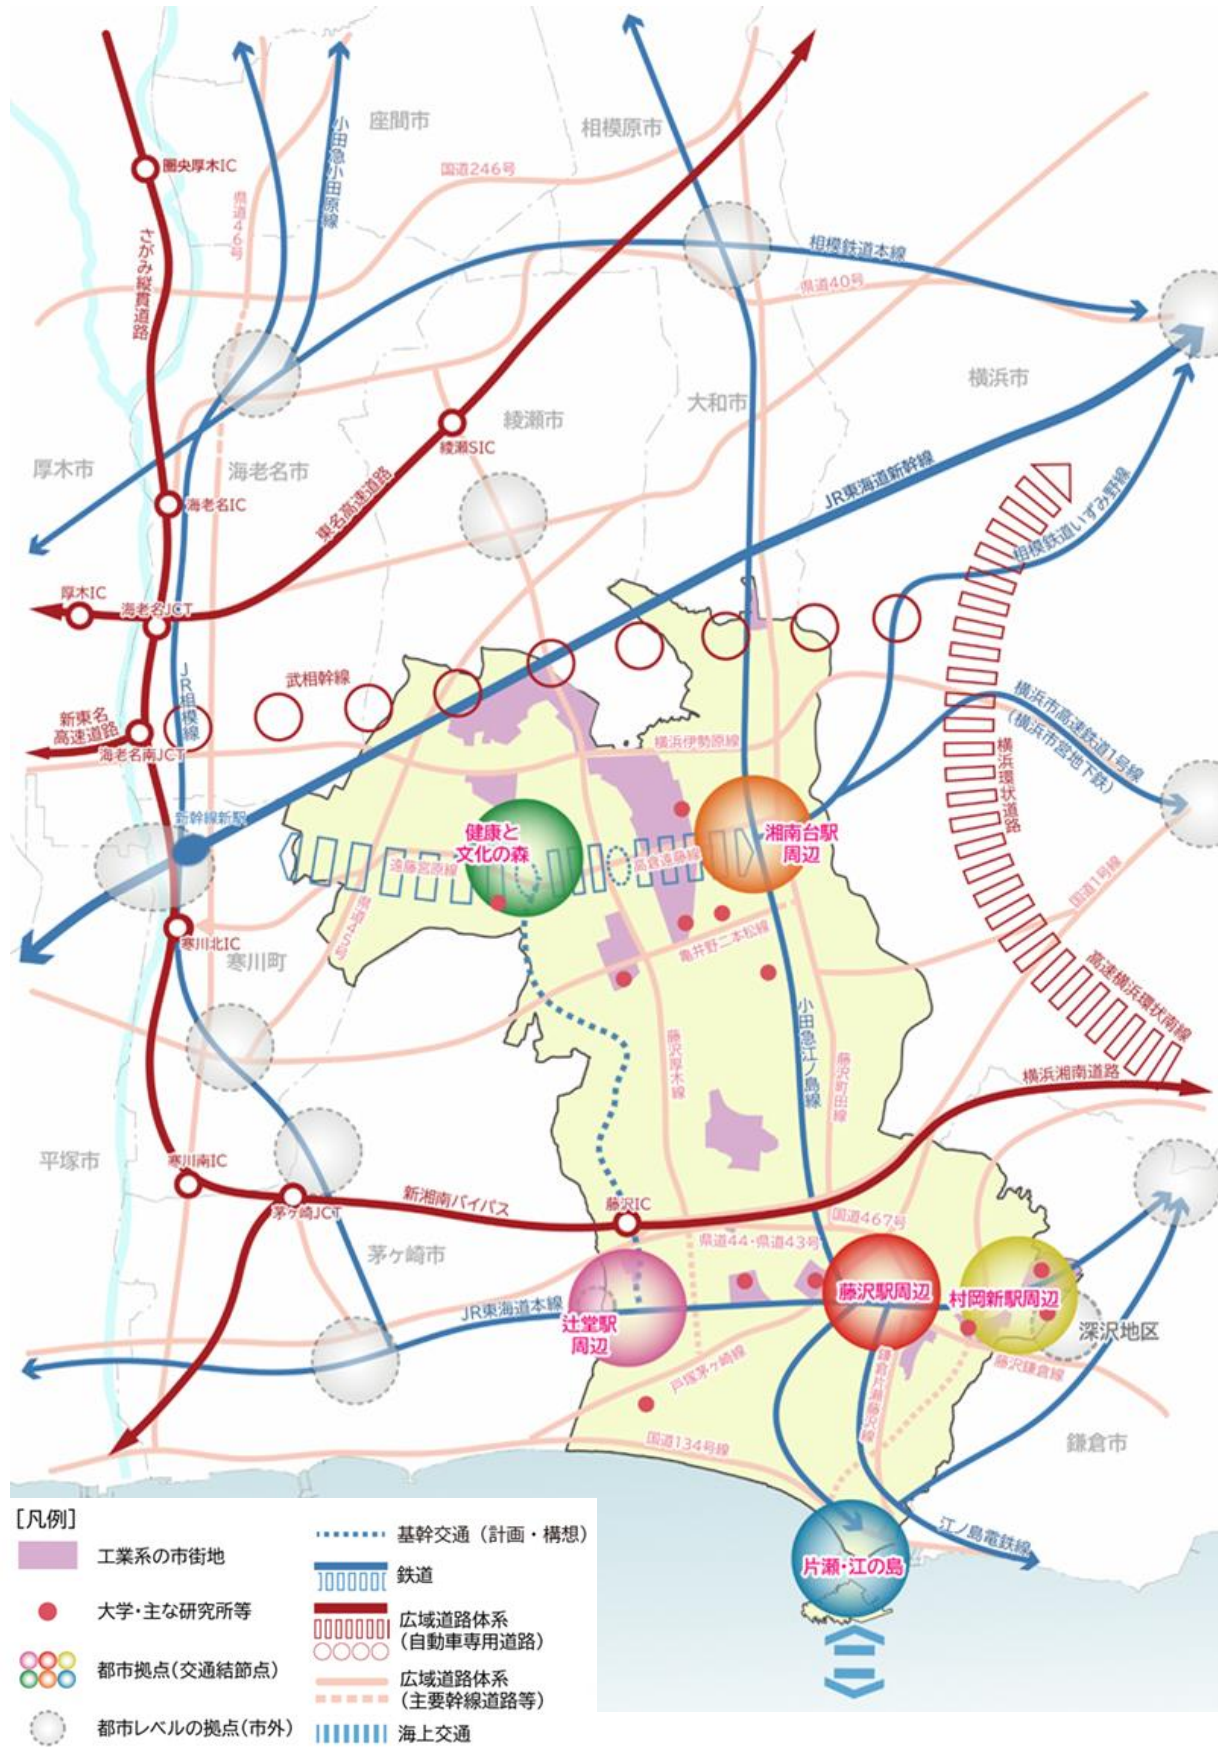 座間市
相模原市
小田急小田原線
国道246号
圏央厚木IC
県道46号
さがみ縦貫道路
相模鉄道本線
県道40号
横浜市
大和市
綾瀬市
綾瀬SIC
厚木市
海老名市
海老名IC
東名高速道路
JR東海道新幹線
相模鉄道いずみ野線
厚木IC
海老名JCT
武相幹線
JR相模線
新東名
高速道路
海老名南JCT
横浜伊勢原線
横浜市高速鉄道1号線
(横浜市営地下鉄)
横浜環状道路
新幹線新駅
健康と
文化の森
湘南台駅
周辺
遠藤宮原線
高倉遠藤線
国道1号線
県道45号
寒川北IC
寒川町
亀井野二本松線
高速横浜環状南線
小田急江ノ島線
藤沢厚木線
藤沢町田線
横浜湘南道路
平塚市
寒川南IC
茅ヶ崎JCT
新湘南バイパス
藤沢IC
国道467号
県道44・県道43号
茅ヶ崎市
JR東海道本線
辻堂駅
周辺
藤沢駅周辺
村岡新駅周辺
深沢地区
戸塚茅ヶ崎線
鎌倉片瀬藤沢線
藤沢鎌倉線
鎌倉市
国道134号線
江ノ島電鉄線
片瀬・江の島
[凡例]
工業系の市街地
大学・主な研究所等
都市拠点(交通結節点)
都市レベルの拠点(市外)
基幹交通(計画・構想)
鉄道
広域道路体系
(自動車専用道路)
広域道路体系
(主要幹線道路等)
海上交通